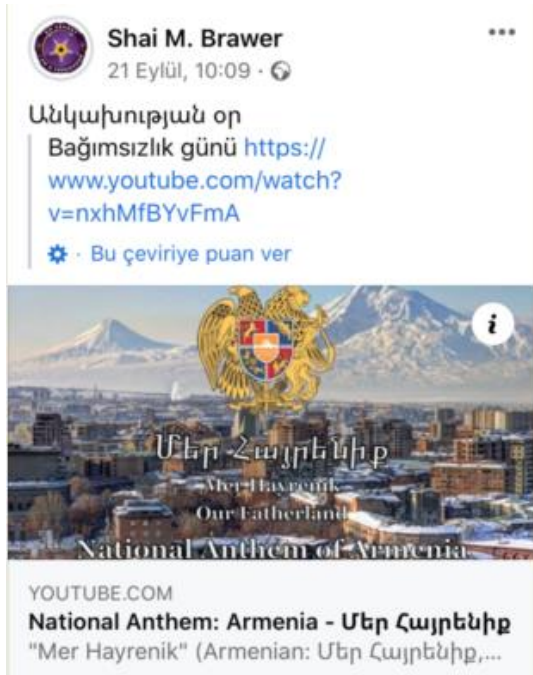 Shai M. Brawer
21 Eylül, 10:09 ·
Անկախության օր
Bağımsızlık günü https://
www.youtube.com/watch?
v=nxhMfBYvFmA
· Bu çeviriye puan ver
Մեր Հայրենիք
Mer Hayrenik
Our Fatherland
National Anthem of Armenia
YOUTUBE.COM
National Anthem: Armenia - Մեր Հայրենիք
"Mer Hayrenik" (Armenian: Մեր Հայրենիք,...